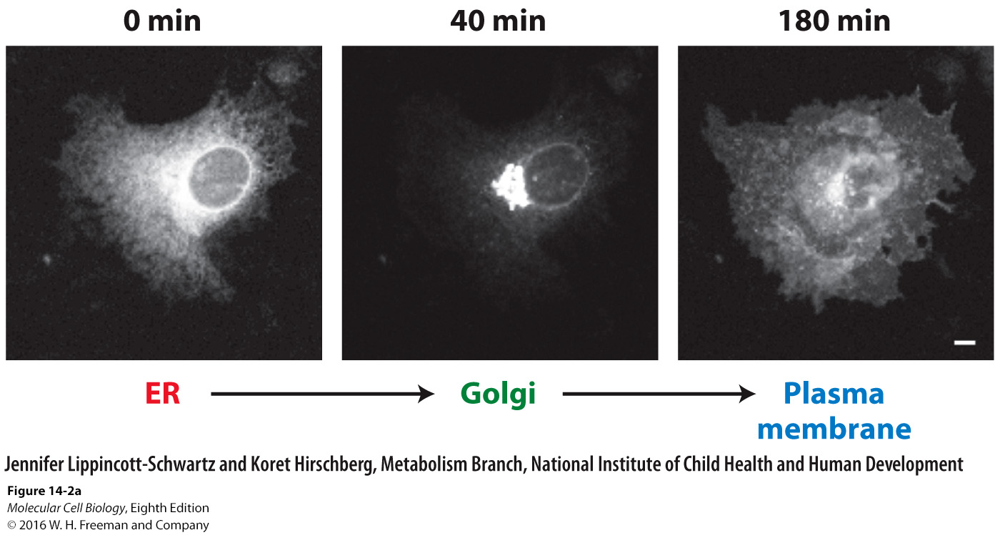 0 min
40 min
180 min
ER
Golgi
Plasma
membrane
Jennifer Lippincott-Schwartz and Koret Hirschberg, Metabolism Branch, National Institute of Child Health and Human Development
Figure 14-2a
Molecular Cell Biology, Eighth Edition
© 2016 W. H. Freeman and Company